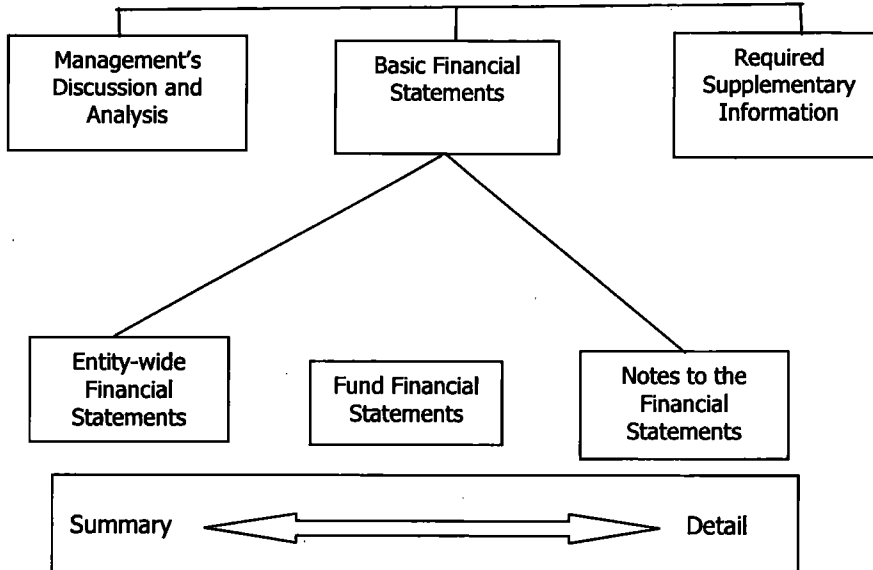 Management's
Discussion and
Analysis
Basic Financial
Statements
Required
Supplementary
Information
Entity-wide
Financial
Statements
Fund Financial
Statements
Notes to the
Financial
Statements
Summary
Detail